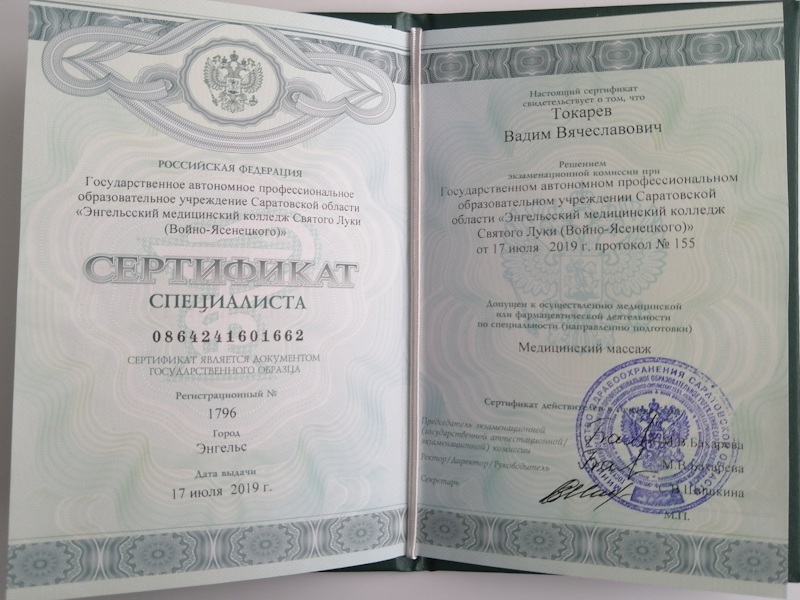 РОССИЙСКАЯ ФЕДЕРАЦИЯ
Государственное автономное профессиональное
образовательное учреждение Саратовской области
«Энгельсский медицинский колледж Святого Луки
(Войно-Ясенецкого)»
СЕРТИФИКАТ
СПЕЦИАЛИСТА
0864241601662
СЕРТИФИКАТ ЯВЛЯЕТСЯ ДОКУМЕНТОМ
ГОСУДАРСТВЕННОГО ОБРАЗЦА
Регистрационный №
1796
Город
Энгельс
Дата выдачи
17 июля 2019 г.
Настоящий сертификат
свидетельствует о том, что
Токарев
Вадим Вячеславович
Решением
экзаменационной комиссии при
Государственном автономном профессиональном
образовательном учреждении Саратовской
области «Энгельсский медицинский колледж
Святого Луки (Войно-Ясенецкого)»
от 17 июля 2019 г. протокол № 155
Допущен к осуществлению медицинской
или фармацевтической деятельности
по специальности (направлению подготовки)
Медицинский массаж
Сертификат действителен в течение
Председатель экзаменационной
(государственной аттестационной/
экзаменационной) комиссии
Бахарева
Ректор/Директор/Руководитель
М.В.Бахарева
Секретарь
М.П.